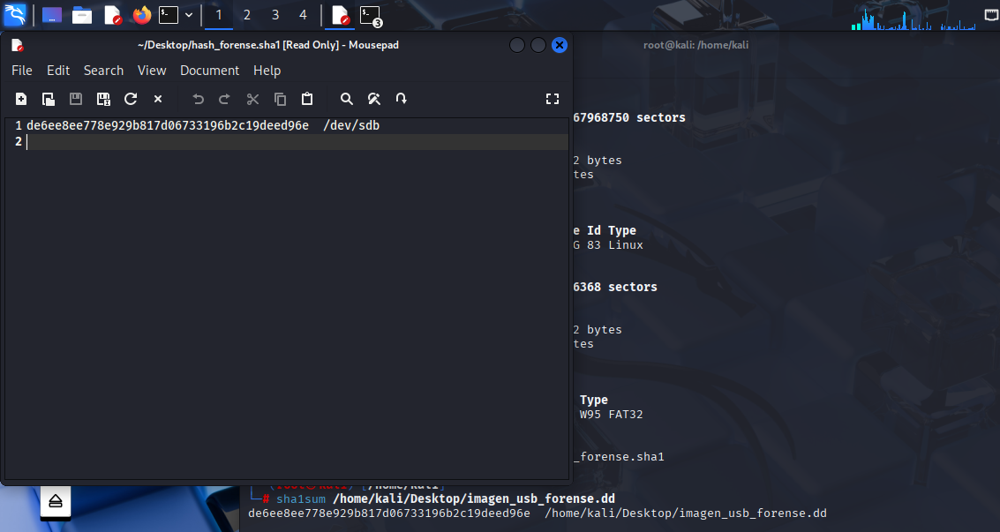 1 2 3 4
3
~/Desktop/hash_forense.sha1 [Read Only] - Mousepad
File Edit Search View Document Help
1 de6ee8ee778e929b817d06733196b2c19deed96e /dev/sdb
2
root@kali: /home/kali
67968750 sectors
2 bytes
tes
e Id Type
G 83 Linux
6368 sectors
2 bytes
tes
Type
W95 FAT32
_forense.sha1
(root@kali) [/home/kali]
# sha1sum /home/kali/Desktop/imagen_usb_forense.dd
de6ee8ee778e929b817d06733196b2c19deed96e /home/kali/Desktop/imagen_usb_forense.dd